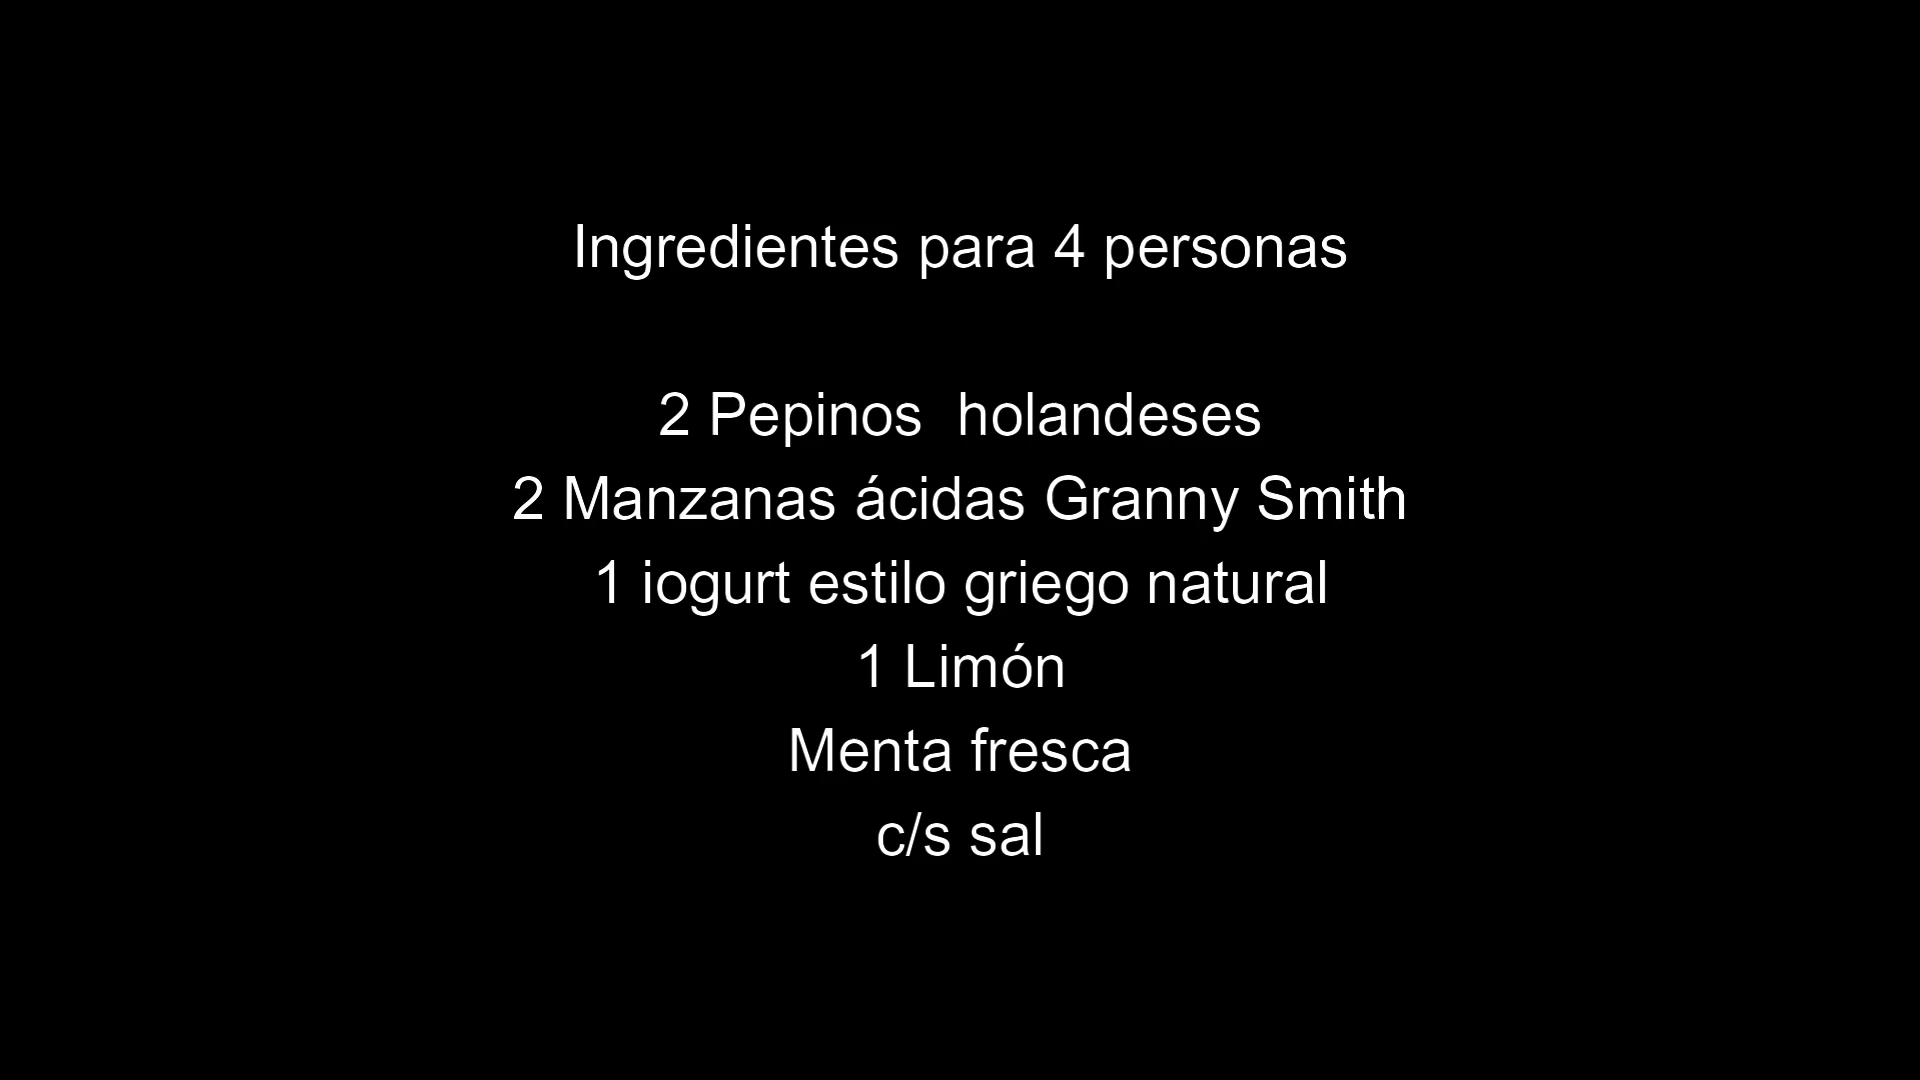 Ingredientes para 4 personas
2 Pepinos  holandeses
2 Manzanas ácidas Granny Smith
1 iogurt estilo griego natural
1 Limón
Menta fresca
c/s sal